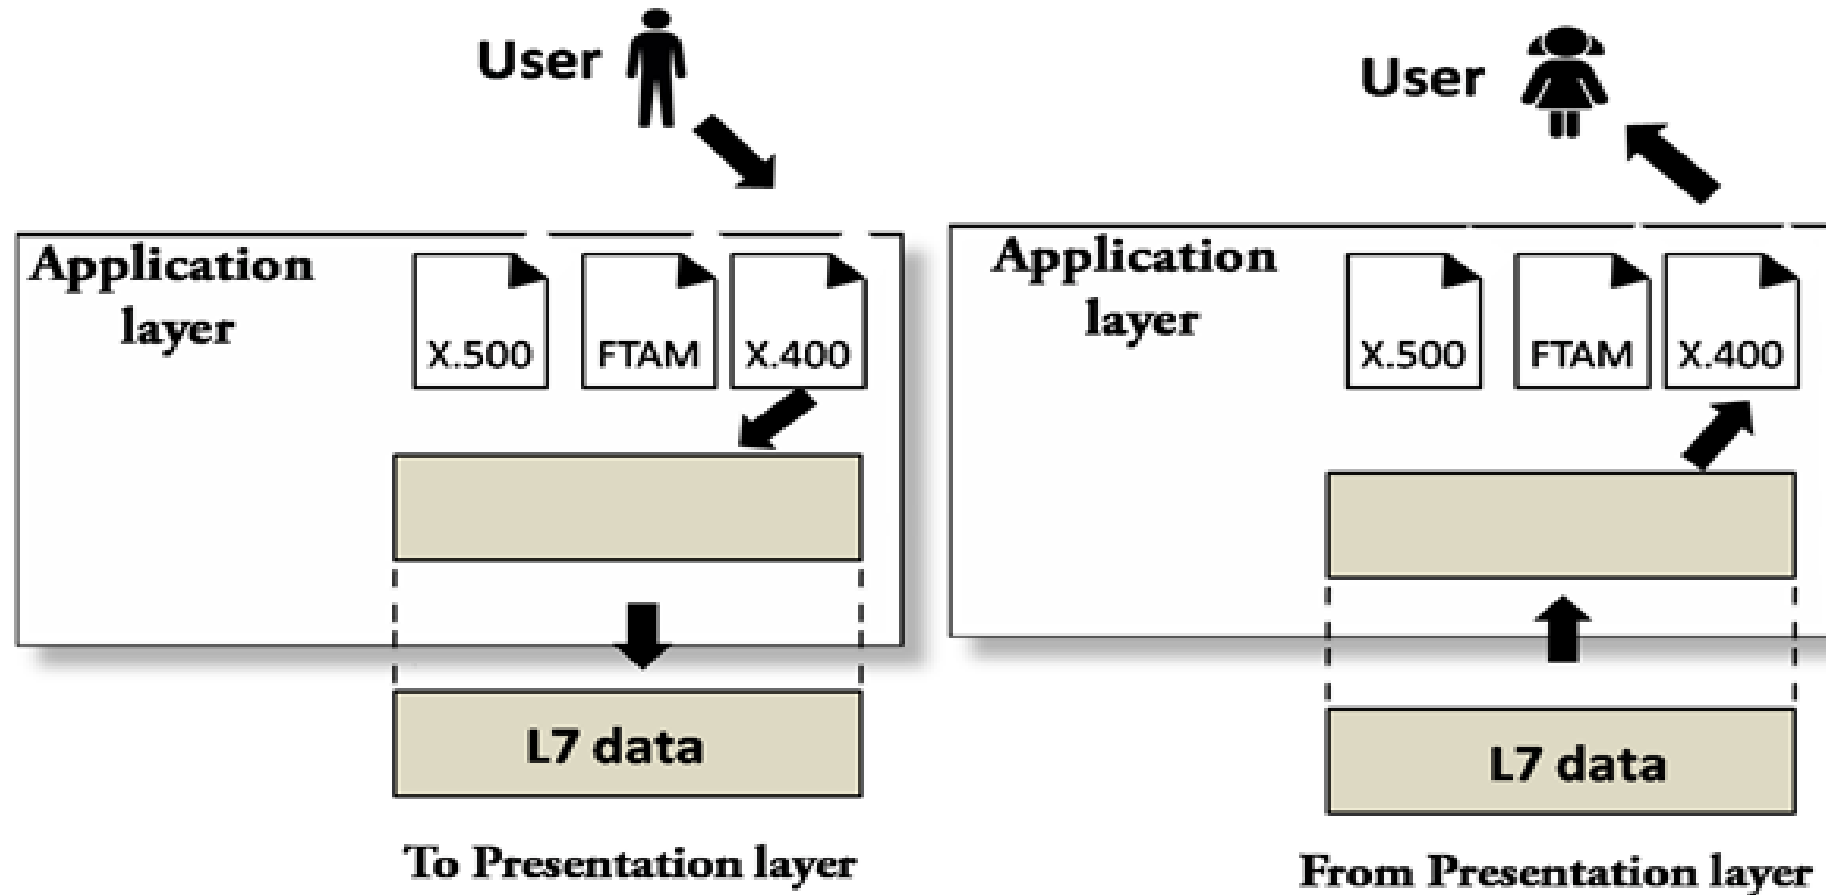 User
Application
layer
X.500
FTAM
X.400
L7 data
To Presentation layer
User
Application
layer
X.500
FTAM
X.400
L7 data
From Presentation layer